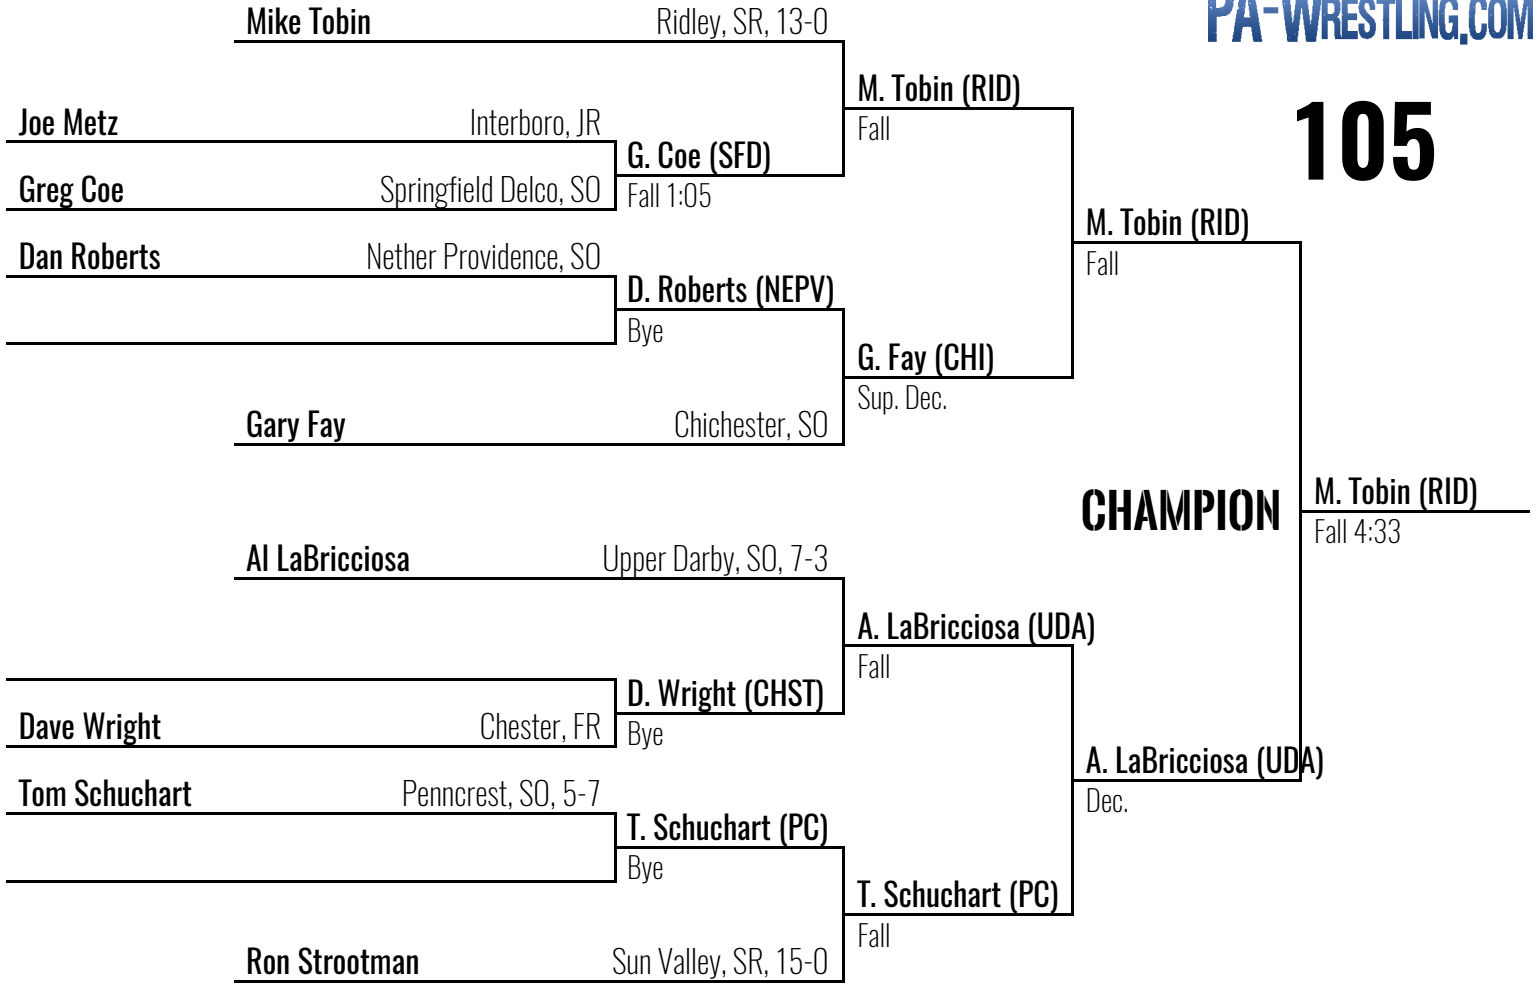 Mike Tobin Ridley, SR, 13-0
PA-WRESTLING.COM
M. Tobin (RID)
Fall
105
Joe Metz Interboro, JR
G. Coe (SFD)
Fall 1:05
Greg Coe Springfield Delco, SO
M. Tobin (RID)
Fall
Dan Roberts Nether Providence, SO
D. Roberts (NEPV)
Bye
G. Fay (CHI)
Sup. Dec.
Gary Fay Chichester, SO
CHAMPION
M. Tobin (RID)
Fall 4:33
Al LaBricciosa Upper Darby, SO, 7-3
A. LaBricciosa (UDA)
Fall
D. Wright (CHST)
Bye
Dave Wright Chester, FR
A. LaBricciosa (UDA)
Dec.
Tom Schuchart Penncrest, SO, 5-7
T. Schuchart (PC)
Bye
T. Schuchart (PC)
Fall
Ron Strootman Sun Valley, SR, 15-0